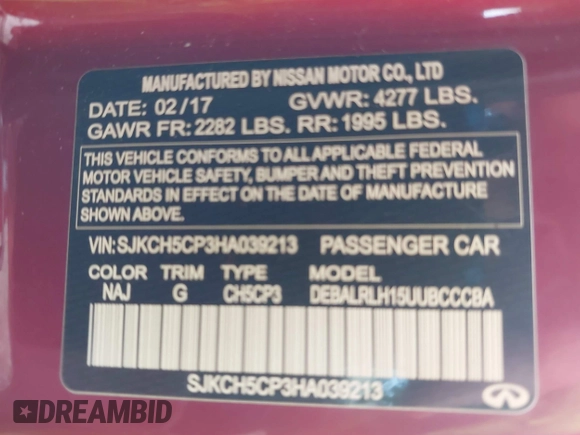 MANUFACTURED BY NISSAN MOTOR CO., LTD
DATE: 02/17 GVWR: 4277 LBS.
GAWR FR: 2282 LBS. RR: 1995 LBS.
THIS VEHICLE CONFORMS TO ALL APPLICABLE FEDERAL
MOTOR VEHICLE SAFETY, BUMPER AND THEFT PREVENTION
STANDARDS IN EFFECT ON THE DATE OF MANUFACTURE
SHOWN ABOVE.
VIN: SJKCH5CP3HA039213 PASSENGER CAR
COLOR TRIM TYPE MODEL
NAJ G CH5CP3 DEBALRLH15UUBCCCBA
SJKCH5CP3HA039213
DREAMBID